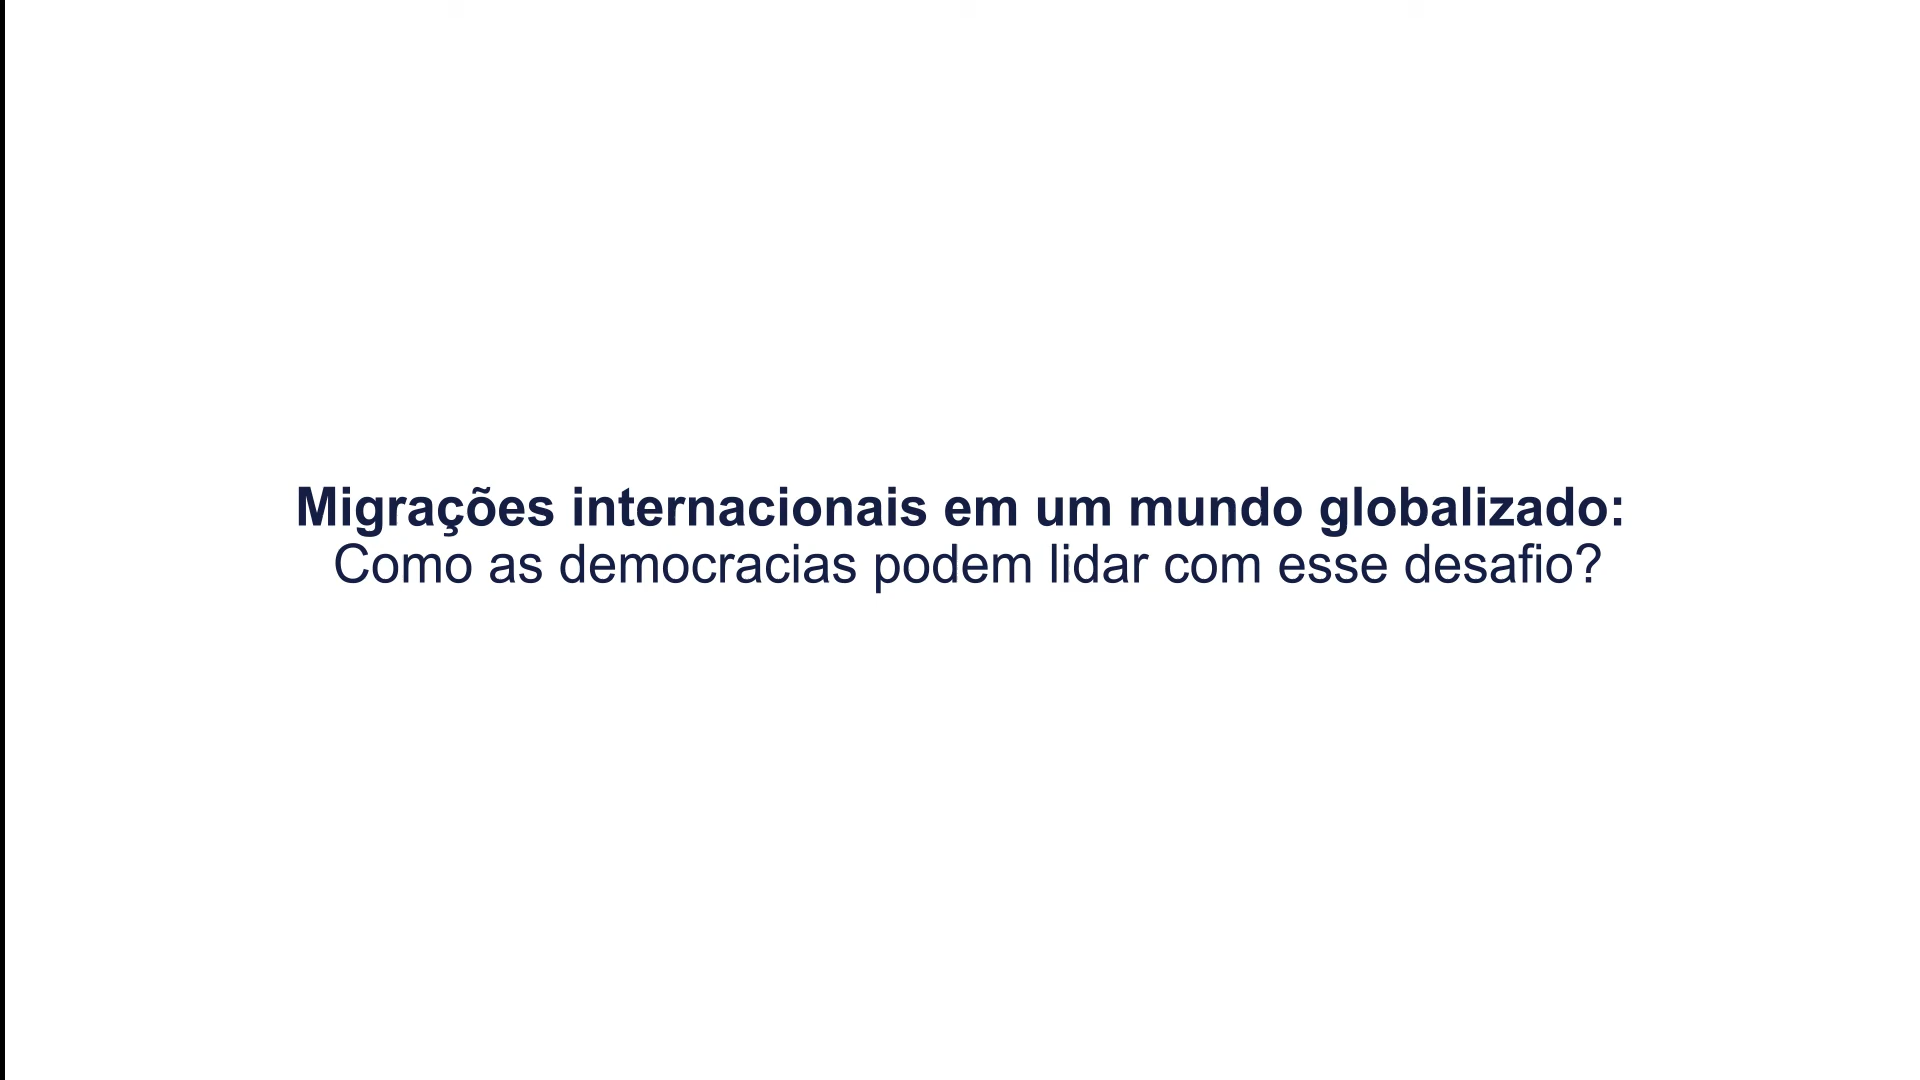 Migrações internacionais em um mundo globalizado:
Como as democracias podem lidar com esse desafio?